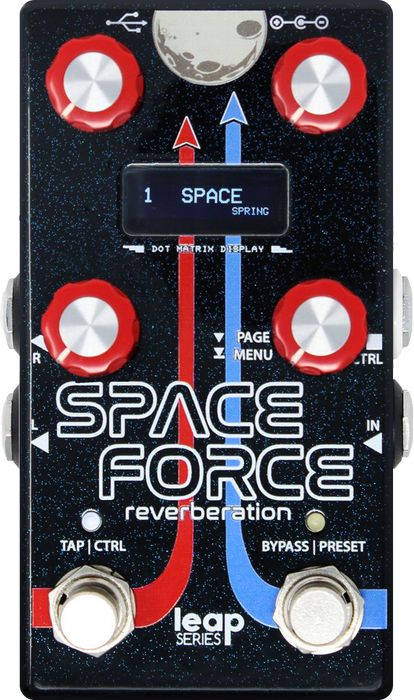 1 SPACE
SPRING
DOT MATRIX DISPLAY
PAGE
MENU
R
CTRL
SPACE
L
IN
FORCE
reverberation
TAP | CTRL
BYPASS | PRESET
leap
SERIES